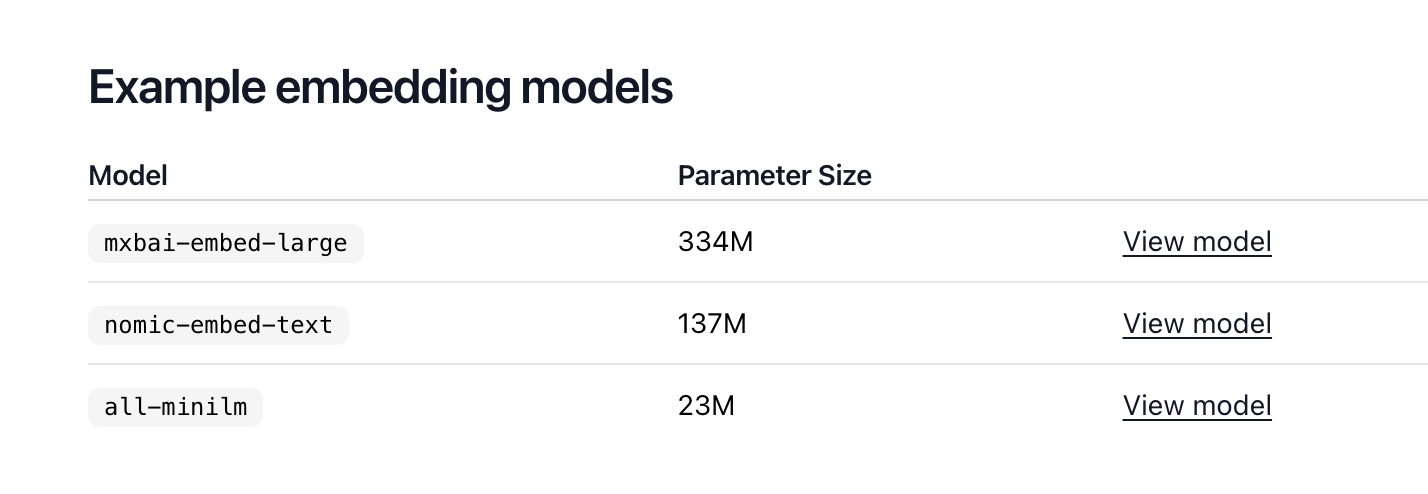 Example embedding models
Model Parameter Size
mxbai-embed-large 334M View model
nomic-embed-text 137M View model
all-minilm 23M View model